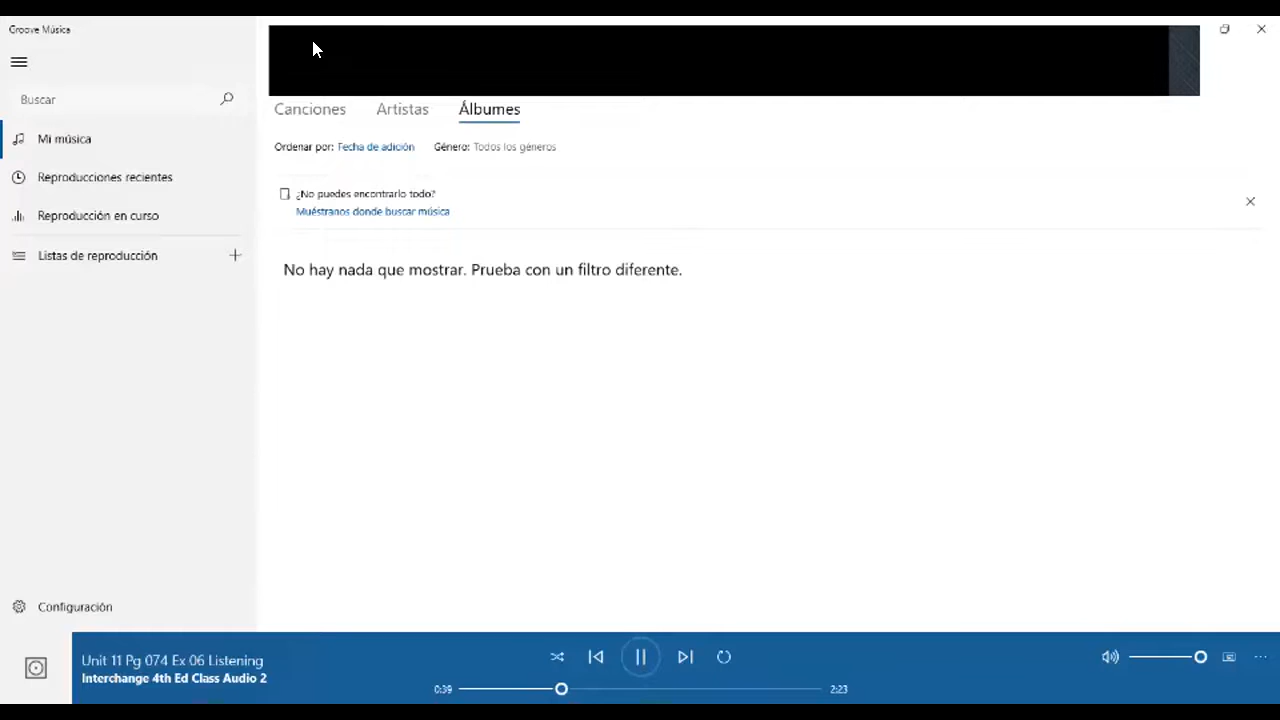 Groove Música
Buscar
Mi música
Reproducciones recientes
Reproducción en curso
Listas de reproducción
Configuración
Canciones Artistas Álbumes
Ordenar por: Fecha de adición Género: Todos los géneros
¿No puedes encontrarlo todo?
Muéstranos donde buscar música
No hay nada que mostrar. Prueba con un filtro diferente.
Unit 11 Pg 074 Ex 06 Listening
Interchange 4th Ed Class Audio 2
0:39 2:23